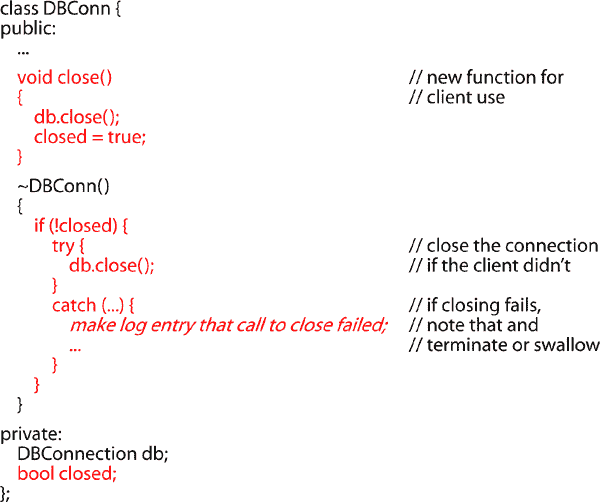 class DBConn {
public:
...
void close() // new function for
{ // client use
db.close();
closed = true;
}
~DBConn()
{
if (!closed) {
try { // close the connection
db.close(); // if the client didn’t
}
catch (...) { // if closing fails,
make log entry that call to close failed; // note that and
... // terminate or swallow
}
}
}
private:
DBConnection db;
bool closed;
};